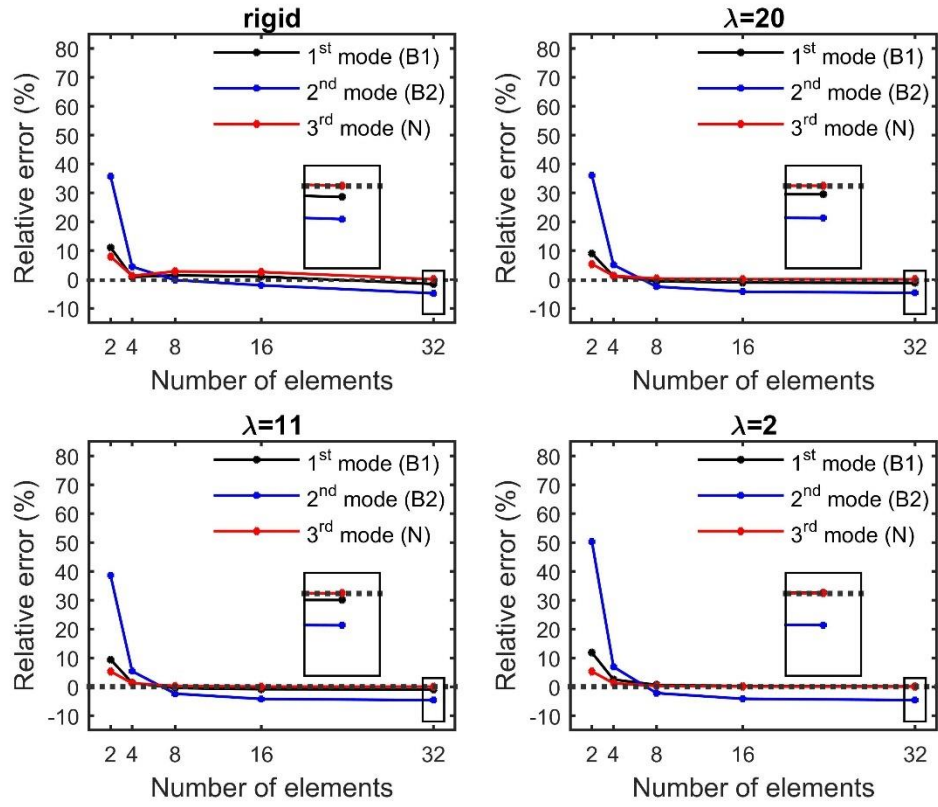 rigid
80
70
60
50
40
30
20
10
0
-10
Relative error (%)
1st mode (B1)
2nd mode (B2)
3rd mode (N)
2 4 8 16 32
Number of elements
λ=20
80
70
60
50
40
30
20
10
0
-10
Relative error (%)
1st mode (B1)
2nd mode (B2)
3rd mode (N)
2 4 8 16 32
Number of elements
λ=11
80
70
60
50
40
30
20
10
0
-10
Relative error (%)
1st mode (B1)
2nd mode (B2)
3rd mode (N)
2 4 8 16 32
Number of elements
λ=2
80
70
60
50
40
30
20
10
0
-10
Relative error (%)
1st mode (B1)
2nd mode (B2)
3rd mode (N)
2 4 8 16 32
Number of elements